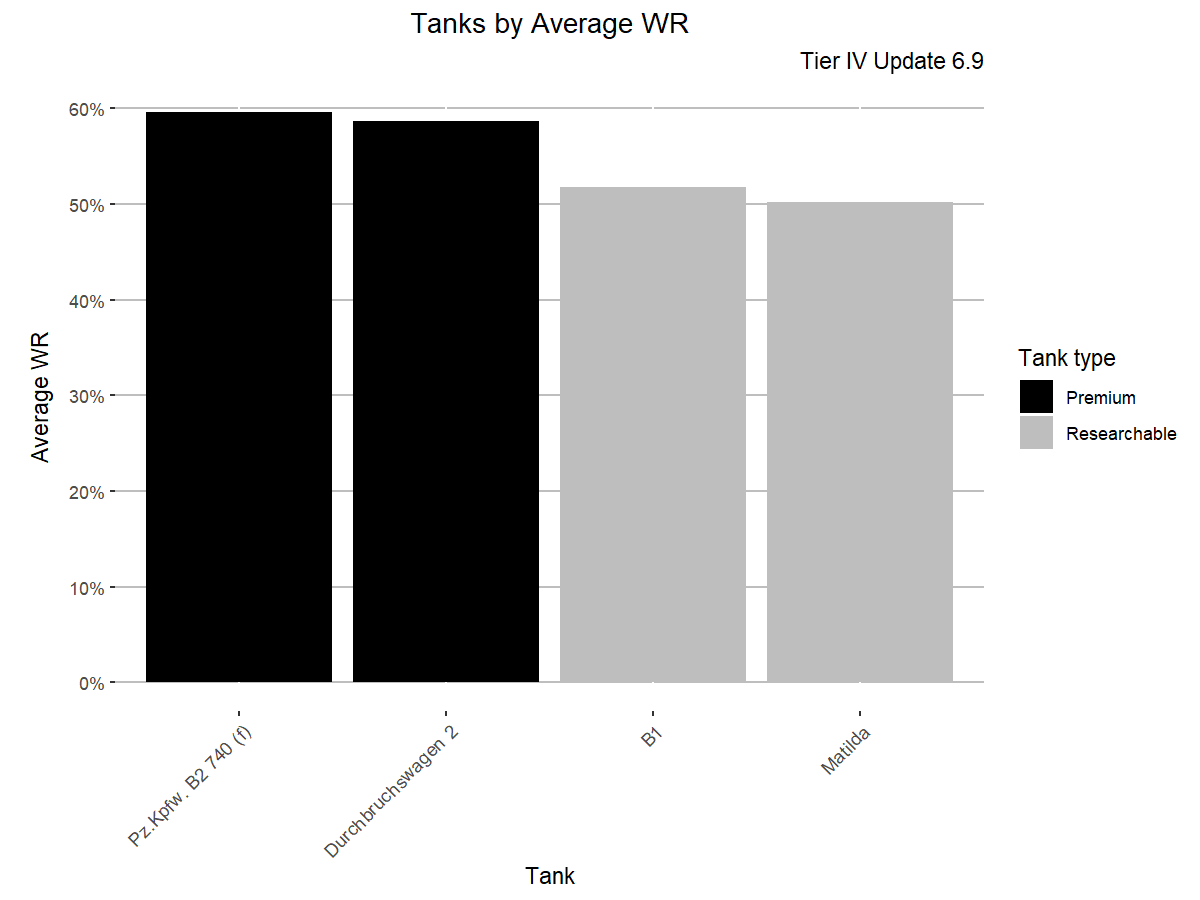 Tanks by Average WR
Tier IV Update 6.9
60%
50%
40%
30%
20%
10%
0%
Average WR
Pz.Kpfw. B2 740 (f)
Durchbruchswagen 2
B1
Matilda
Tank
Tank type
Premium
Researchable